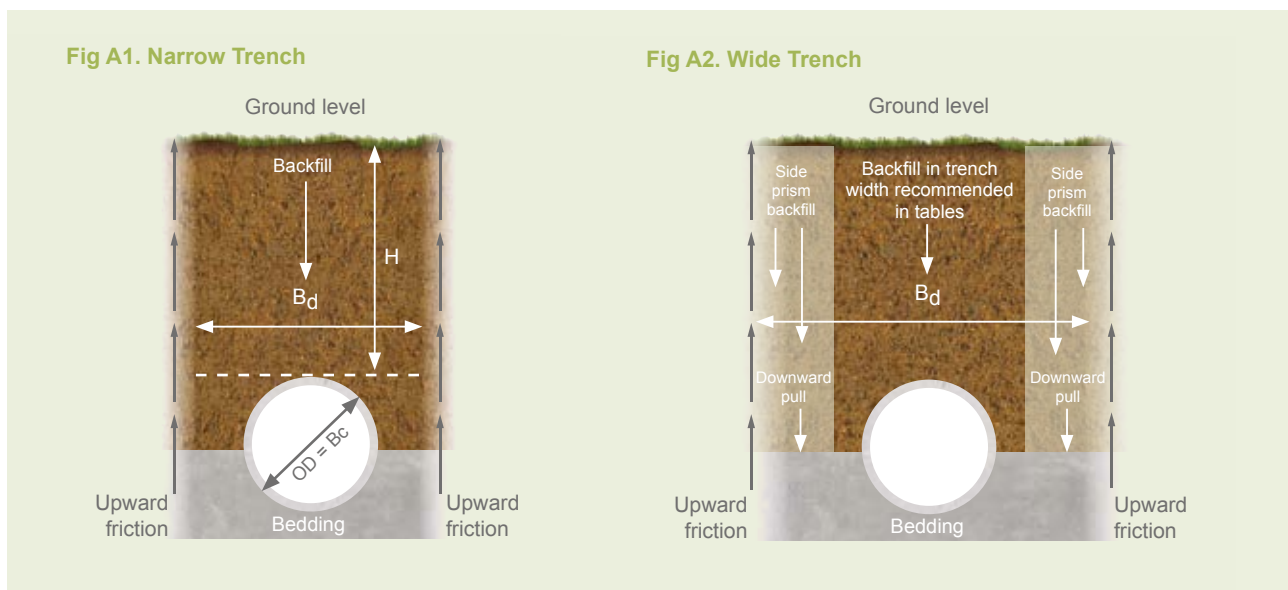 Fig A1. Narrow Trench
Ground level
Backfill
H
Bd
OD = Bc
Upward
friction
Bedding
Upward
friction
Fig A2. Wide Trench
Ground level
Side
prism
backfill
Backfill in trench
width recommended
in tables
Side
prism
backfill
Bd
Downward
pull
Downward
pull
Upward
friction
Bedding
Upward
friction